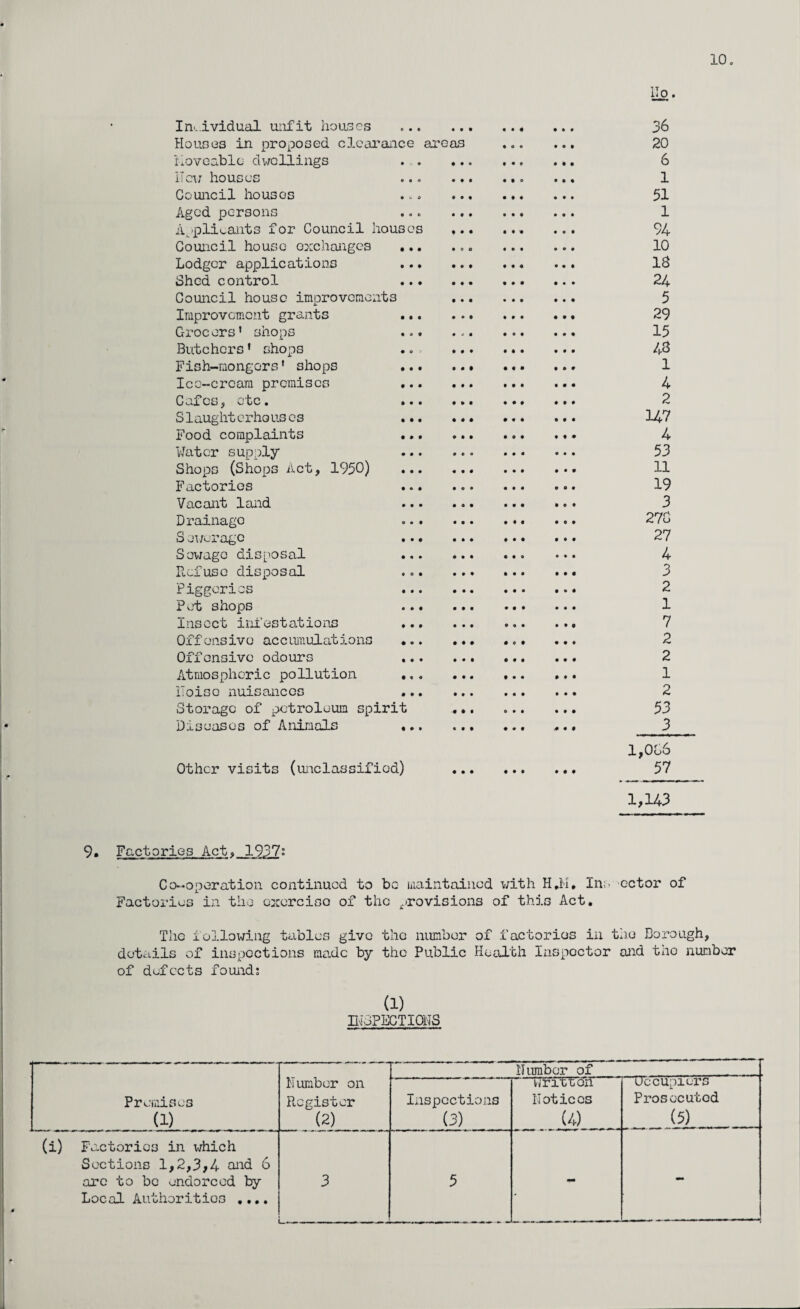 10.
No.
Individual unfit houses ... ... ... ... 36
Houses in proposed clearance areas ... ... 20
Moveable dwellings ... ... ... ... 6
New houses ... ... ... ... 1
Council houses ... ... ... ... 51
Aged persons ... ... ... ... 1
Applicants for Council houses ... ... ... 94
Council house exchanges ... ... ... ... 10
Lodger applications ... ... ... ... 18
Shed control ... ... ... ... 24
Council house improvements ... ... ... 5
Improvement grants ... ... ... ... 29
Grocers' shops ... ... ... ... 15
Butchers' shops ... ... ... ... 48
Fish-mongers' shops ... ... ... ... 1
Ice-cream premises ... ... ... ... 4
Cafes, etc. ... ... ... ... 2
Slaughterhouses ... ... ... ... 147
Food complaints ... ... ... ... 4
Water supply ... ... ... ... 53
Shops (Shops Act, 1950) ... ... ... ... 11
Factories ... ... ... ... 19
Vacant land ... ... ... ... 3
Drainage ... ... ... ... 278
Sewerage ... ... ... ... 27
Sewage disposal ... ... ... ... 4
Refuse disposal ... ... ... ... 3
Piggeries ... ... ... ... 2
Pet shops ... ... ... ... 1
Insect infestations ... ... ... ... 7
Offensive accumulations ... ... ... ... 2
Offensive odours ... ... ... ... 2
Atmospheric pollution ... ... ... ... 1
Noise nuisances ... ... ... ... 2
Storage of petroleum spirit ... ... ... 53
Diseases of Animals ... ... ... ... 3
1,086
Other visits (unclassified) ... ... ... 57
1,143
9. Factories Act, 1937:
Co-operation continued to be maintained with H.M. Inspector of
Factories in the exercise of the provisions of this Act.
The following tables give the number of factories in the Borough,
details of inspections made by the Public Health Inspector and the number
of defects found:
(1)
INSPECTIONS
Number of
Premises Number on Register Inspections Written Notices Occupiers Prosecuted
(1) (2) (3) (4) (5)
(i) Factories in which
Sections 1,2,3,4 and 6
are to be endorced by 3 5 - -
Local Authorities ....